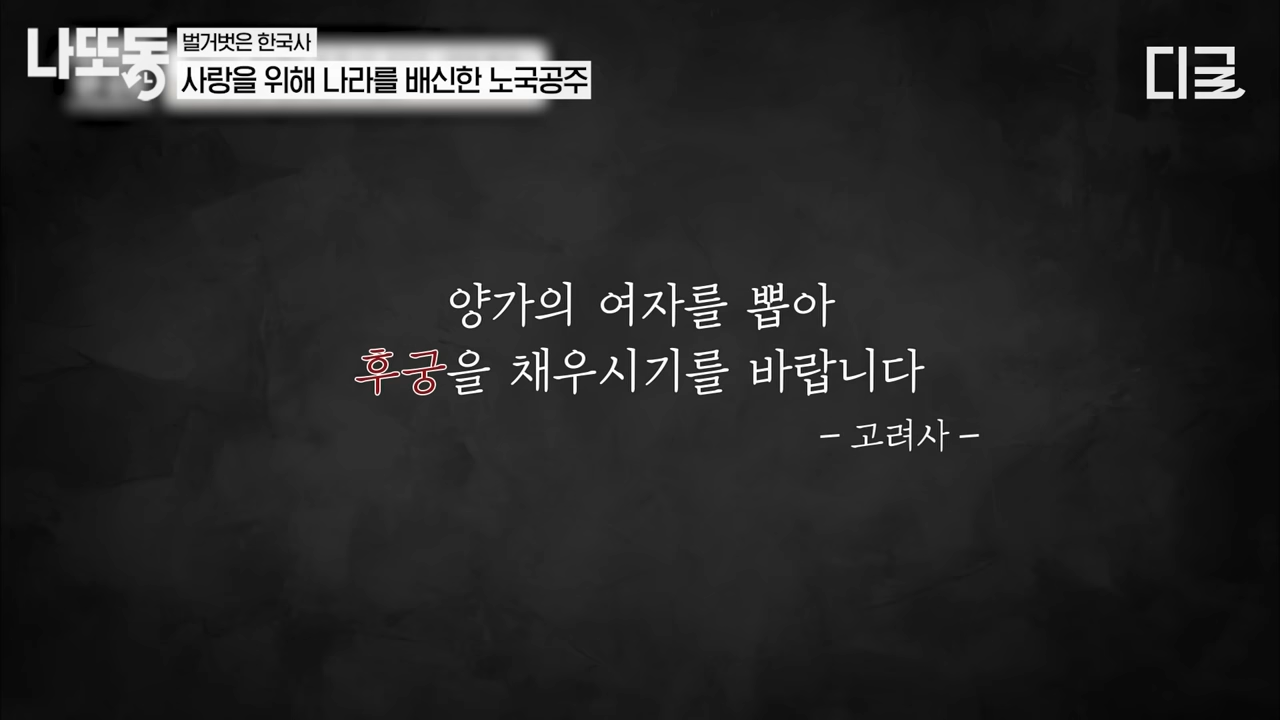 나또동
벌거벗은 한국사
사랑을 위해 나라를 배신한 노국공주
디글
양가의 여자를 뽑아
후궁을 채우시기를 바랍니다
– 고려사 –